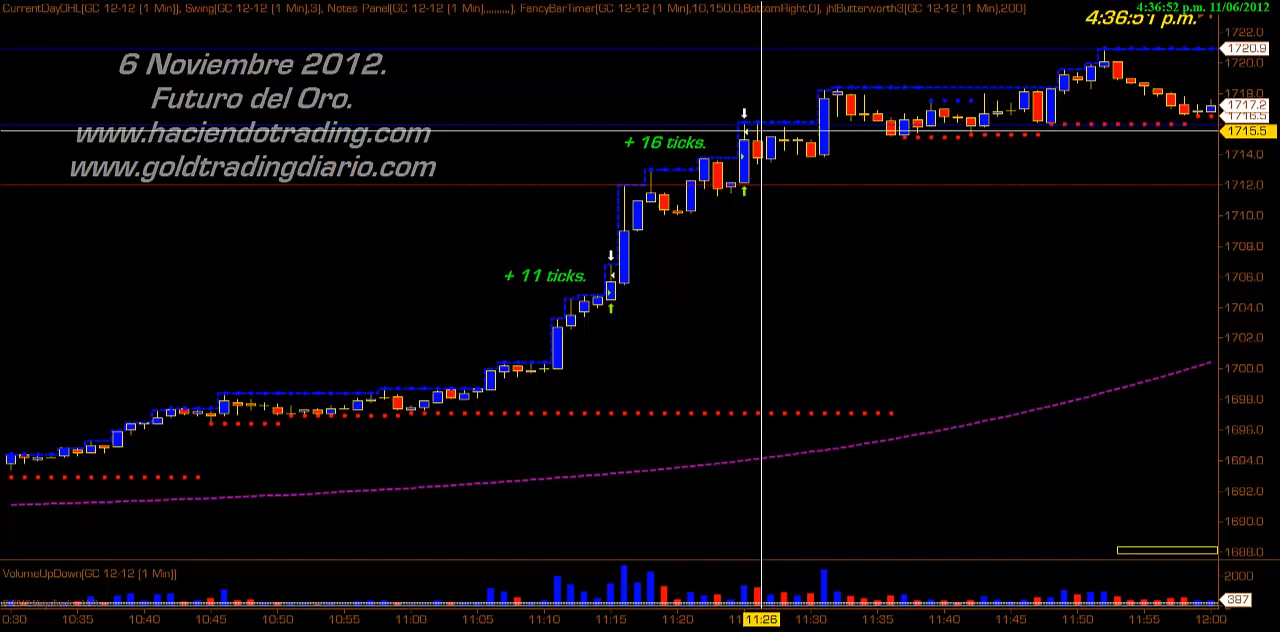 CurrentDayOHL(GC 12-12 (1 Min)), Swing(GC 12-12 (1 Min),3), Notes Panel(GC 12-12 (1 Min),,,,,,,,,,), FancyBarTimer(GC 12-12 (1 Min),10,150,0,BottomRight,0), jhlButterworth3(GC 12-12 (1 Min),200)
4:36:52 p.m. 11/06/2012
4:36:51 p.m.
6 Noviembre 2012.
Futuro del Oro.
www.haciendotrading.com
www.goldtradingdiario.com
+ 16 ticks.
+ 11 ticks.
1722.0
1720.9
1720.0
1718.0
1717.2
1716.5
1715.5
1714.0
1712.0
1710.0
1708.0
1706.0
1704.0
1702.0
1700.0
1698.0
1696.0
1694.0
1692.0
1690.0
1688.0
VolumeUpDown(GC 12-12 (1 Min))
2000
387
0:30 10:35 10:40 10:45 10:50 10:55 11:00 11:05 11:10 11:15 11:20 11:26 11:30 11:35 11:40 11:45 11:50 11:55 12:00